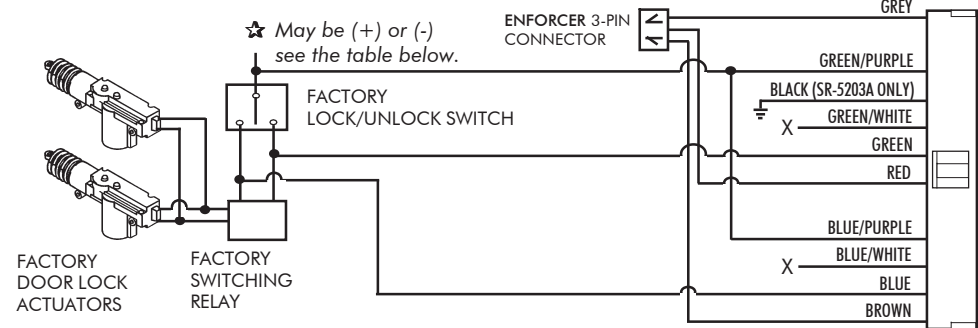 ☆ May be (+) or (-)
see the table below.
ENFORCER 3-PIN
CONNECTOR
FACTORY
LOCK/UNLOCK SWITCH
FACTORY
DOOR LOCK
ACTUATORS
FACTORY
SWITCHING
RELAY
GREY
GREEN/PURPLE
BLACK (SR-5203A ONLY)
X GREEN/WHITE
GREEN
RED
BLUE/PURPLE
X BLUE/WHITE
BLUE
BROWN